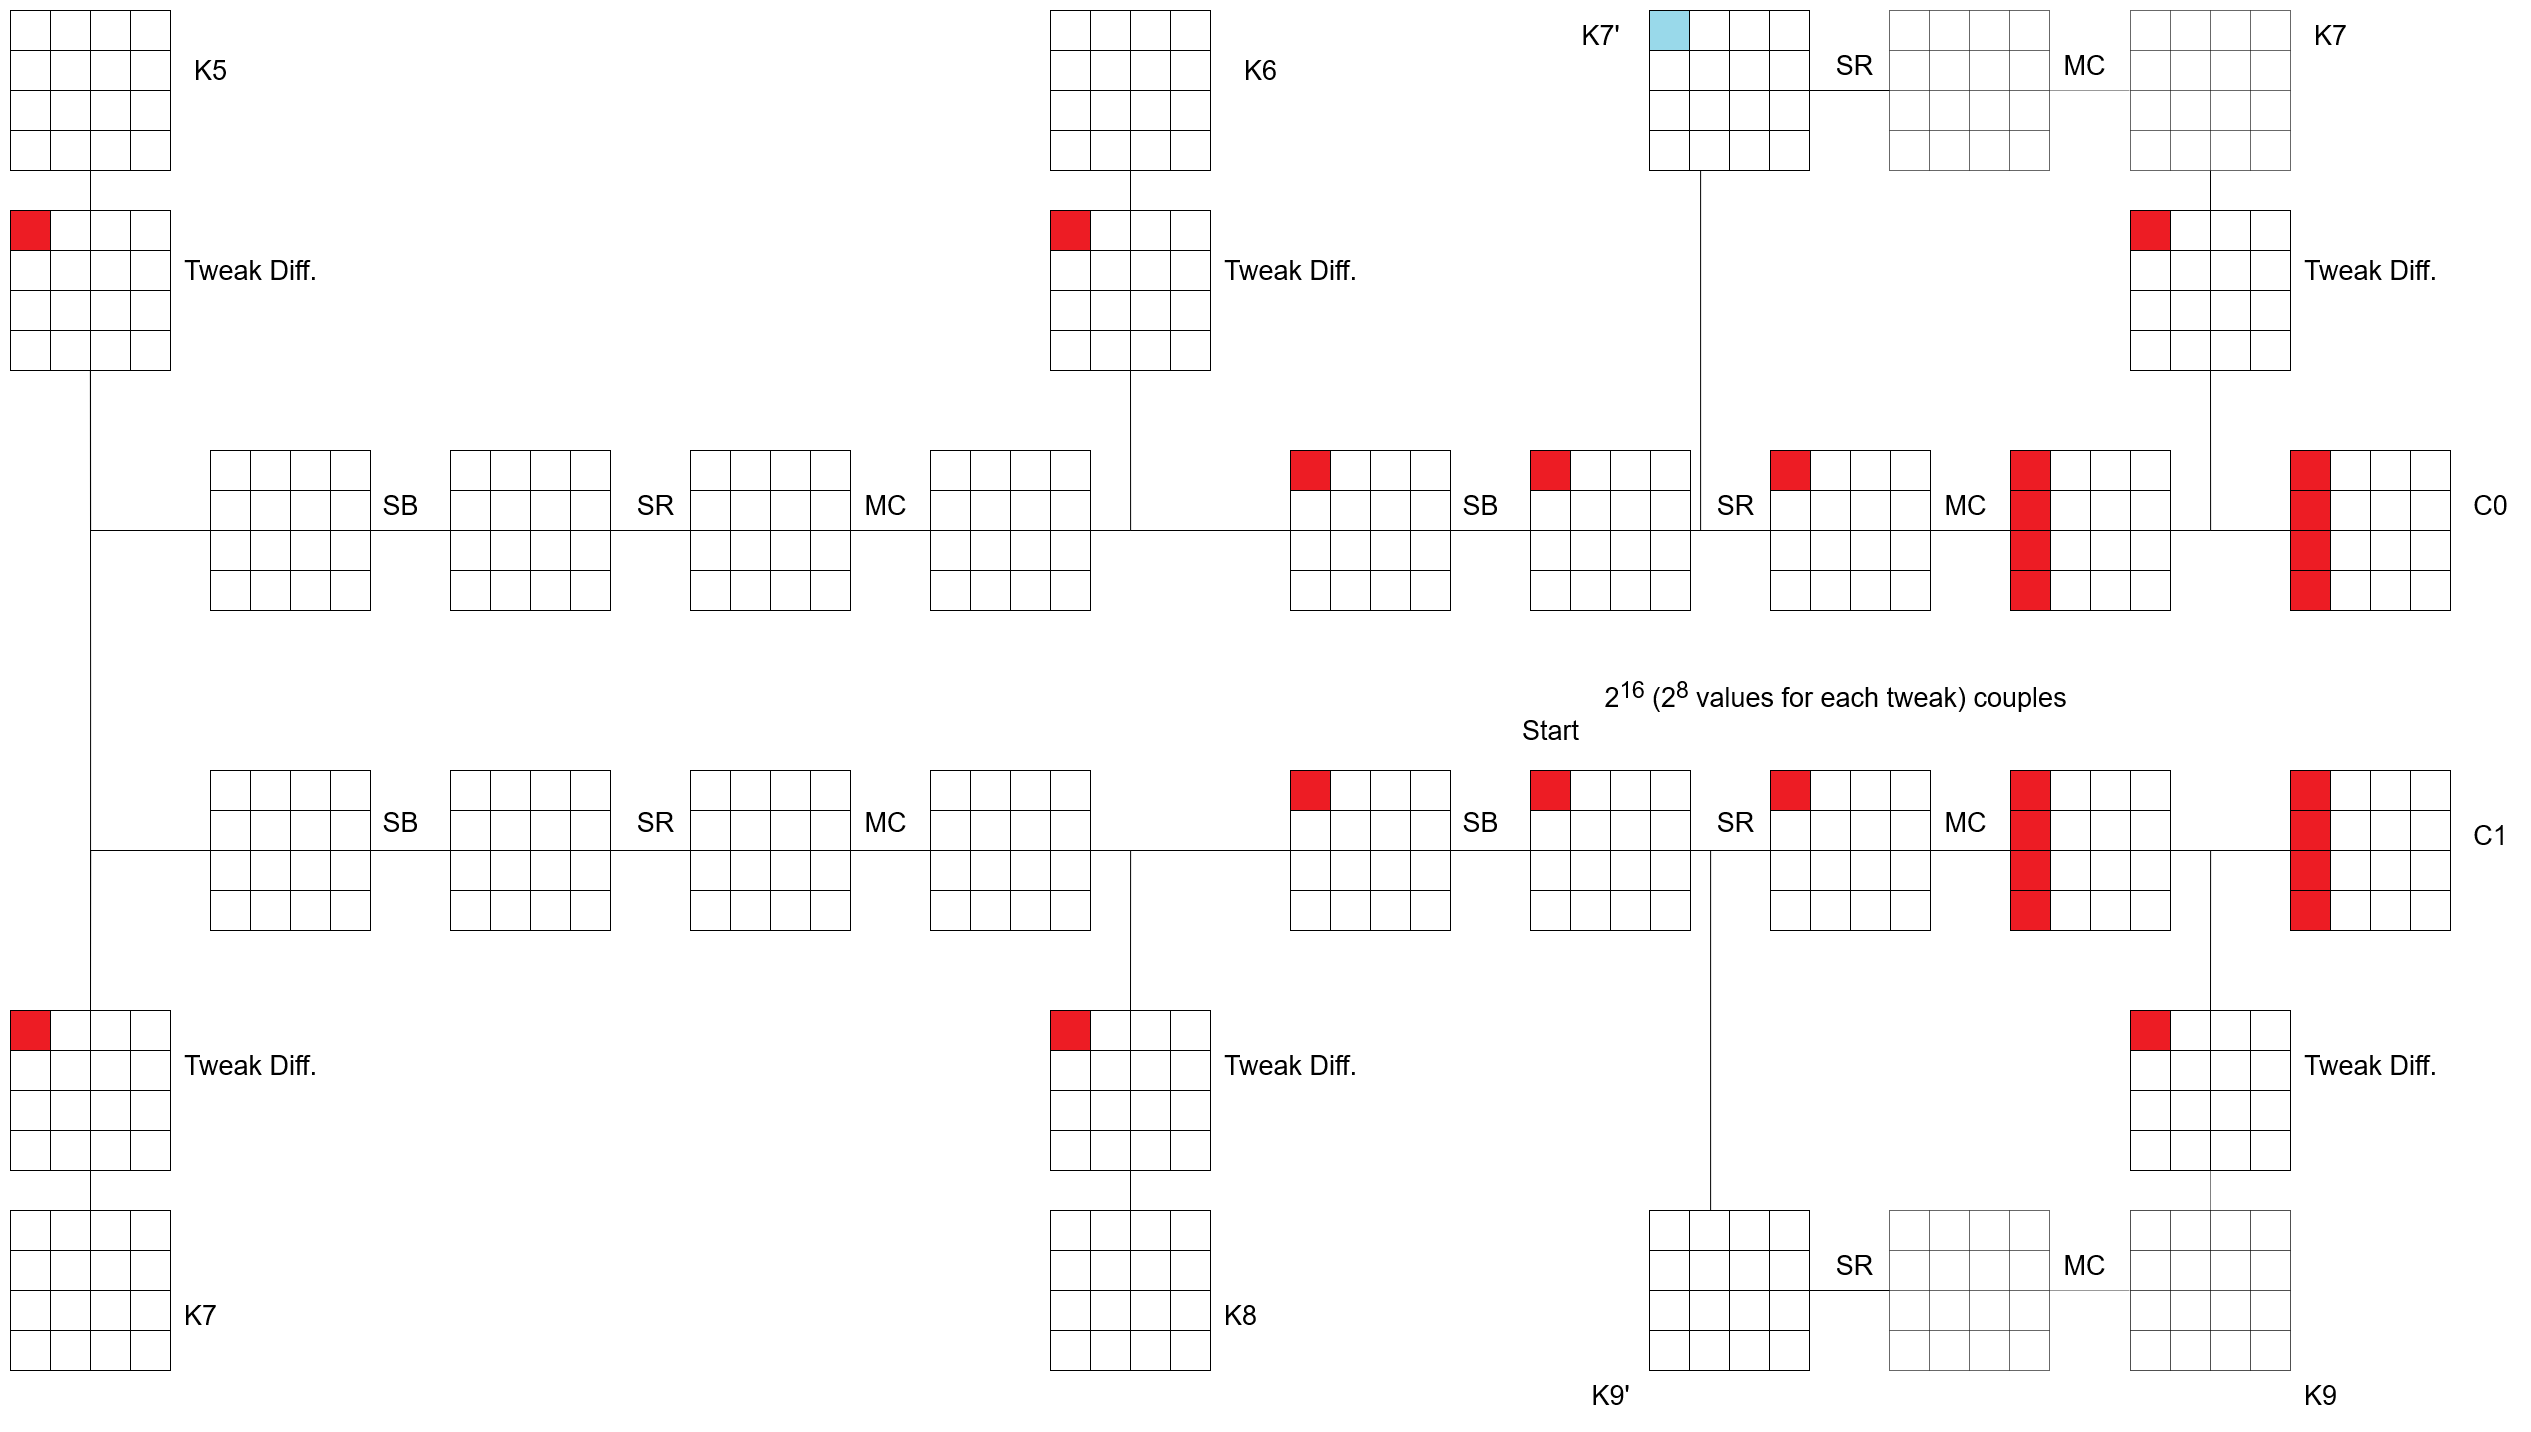 K5
K6
K7'
SR
MC
K7
Tweak Diff.
Tweak Diff.
Tweak Diff.
SB
SR
MC
SB
SR
MC
C0
2^16 (2^8 values for each tweak) couples
Start
SB
SR
MC
SB
SR
MC
C1
Tweak Diff.
Tweak Diff.
Tweak Diff.
K7
K8
SR
MC
K9'
K9